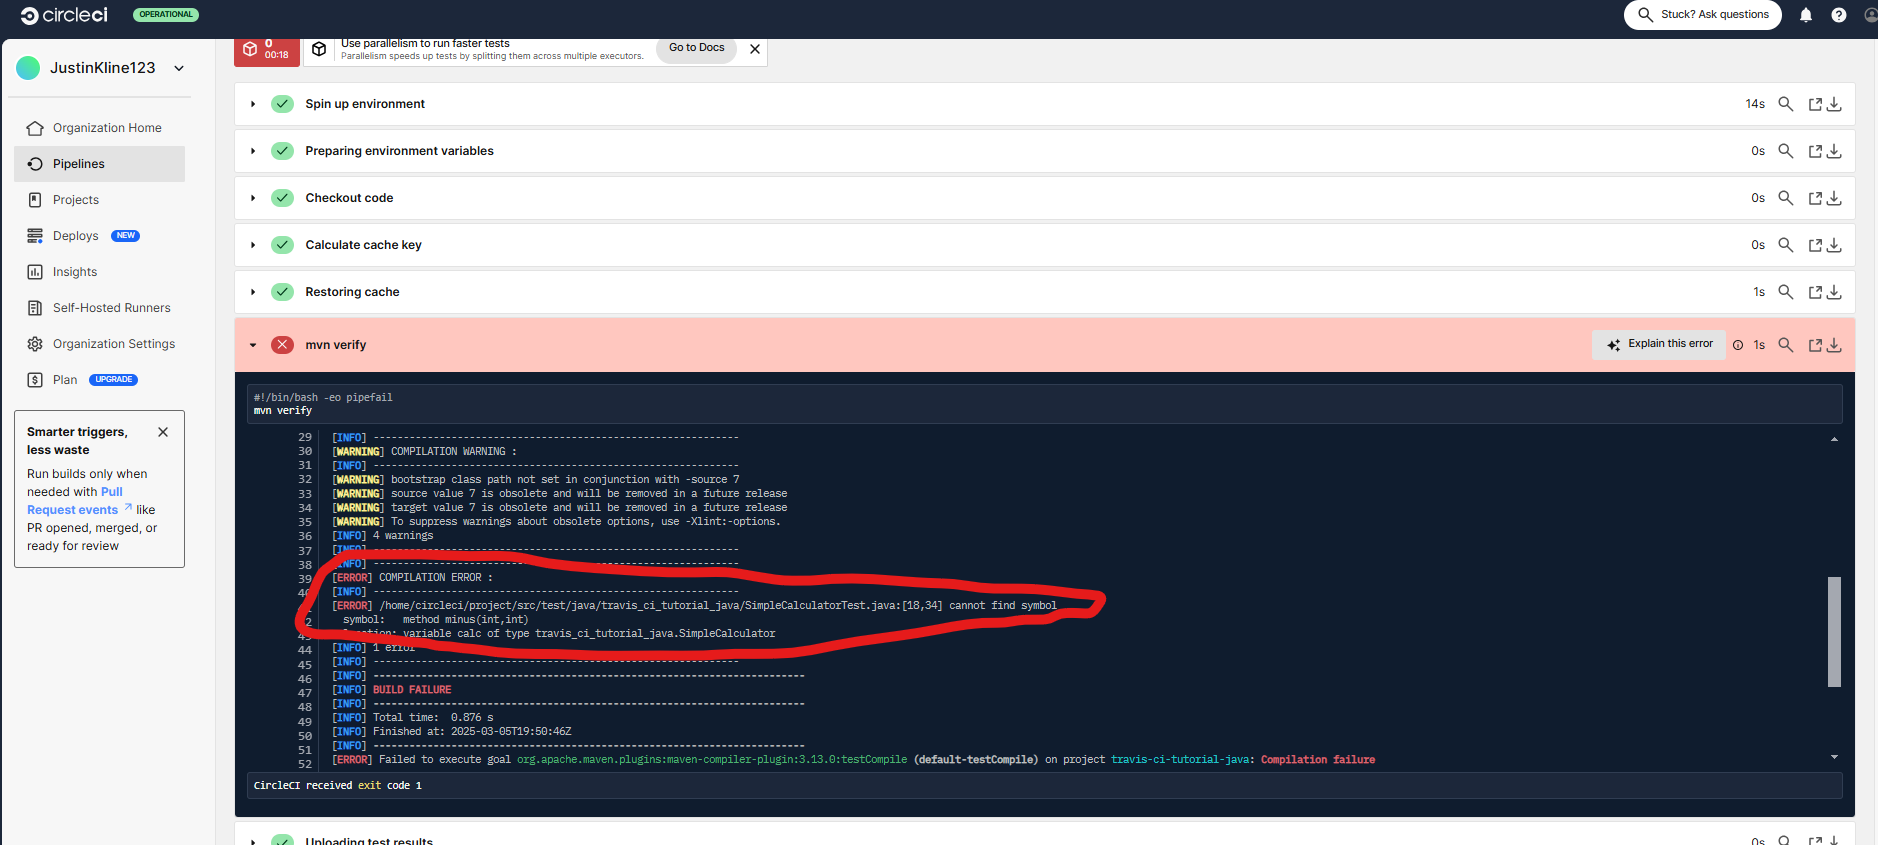 circleci OPERATIONAL
Stuck? Ask questions
JustinKline123
Organization Home
Pipelines
Projects
Deploys NEW
Insights
Self-Hosted Runners
Organization Settings
Plan UPGRADE
Smarter triggers,
less waste
Run builds only when
needed with Pull
Request events like
PR opened, merged, or
ready for review
0
00:18
Use parallelism to run faster tests
Parallelism speeds up tests by splitting them across multiple executors.
Go to Docs
Spin up environment 14s
Preparing environment variables 0s
Checkout code 0s
Calculate cache key 0s
Restoring cache 1s
mvn verify Explain this error 1s
#!/bin/bash -eo pipefail
mvn verify
29 [INFO] -------------------------------------------------------------
30 [WARNING] COMPILATION WARNING :
31 [INFO] -------------------------------------------------------------
32 [WARNING] bootstrap class path not set in conjunction with -source 7
33 [WARNING] source value 7 is obsolete and will be removed in a future release
34 [WARNING] target value 7 is obsolete and will be removed in a future release
35 [WARNING] To suppress warnings about obsolete options, use -Xlint:-options.
36 [INFO] 4 warnings
37 [INFO] -------------------------------------------------------------
38 [INFO] -------------------------------------------------------------
39 [ERROR] COMPILATION ERROR :
40 [INFO] -------------------------------------------------------------
[ERROR] /home/circleci/project/src/test/java/travis_ci_tutorial_java/SimpleCalculatorTest.java:[18,34] cannot find symbol
symbol: method minus(int,int)
43 location: variable calc of type travis_ci_tutorial_java.SimpleCalculator
44 [INFO] 1 error
45 [INFO] -------------------------------------------------------------
46 [INFO] ------------------------------------------------------------------------
47 [INFO] BUILD FAILURE
48 [INFO] ------------------------------------------------------------------------
49 [INFO] Total time: 0.876 s
50 [INFO] Finished at: 2025-03-05T19:50:46Z
51 [INFO] ------------------------------------------------------------------------
52 [ERROR] Failed to execute goal org.apache.maven.plugins:maven-compiler-plugin:3.13.0:testCompile (default-testCompile) on project travis-ci-tutorial-java: Compilation failure
CircleCI received exit code 1
Uploading test results 0s